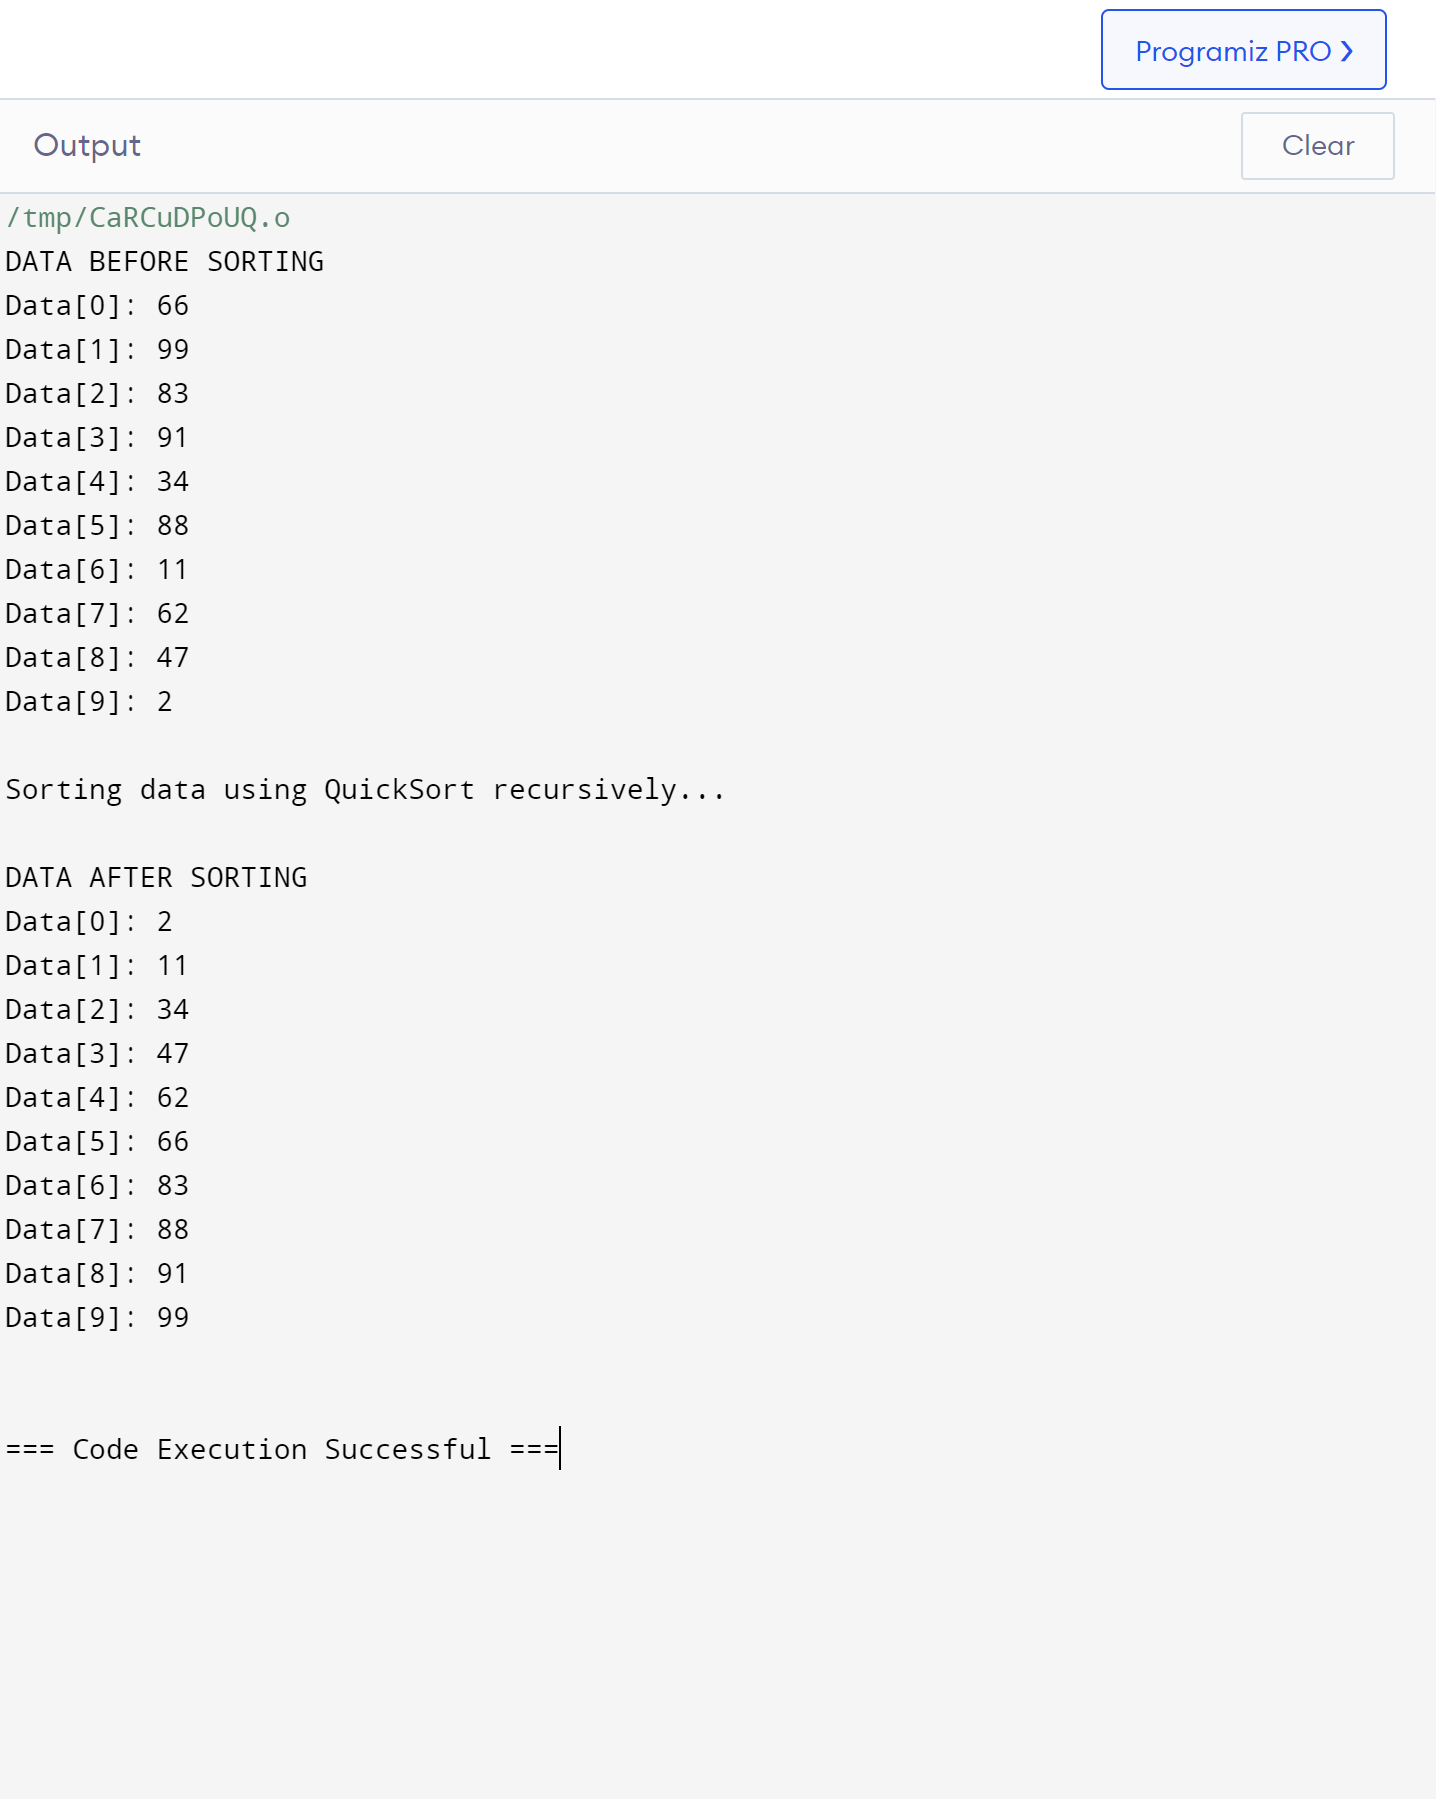 Programiz PRO ❯
Output
Clear
/tmp/CaRCuDPoUQ.o
DATA BEFORE SORTING
Data[0]: 66
Data[1]: 99
Data[2]: 83
Data[3]: 91
Data[4]: 34
Data[5]: 88
Data[6]: 11
Data[7]: 62
Data[8]: 47
Data[9]: 2
Sorting data using QuickSort recursively...
DATA AFTER SORTING
Data[0]: 2
Data[1]: 11
Data[2]: 34
Data[3]: 47
Data[4]: 62
Data[5]: 66
Data[6]: 83
Data[7]: 88
Data[8]: 91
Data[9]: 99
=== Code Execution Successful ===